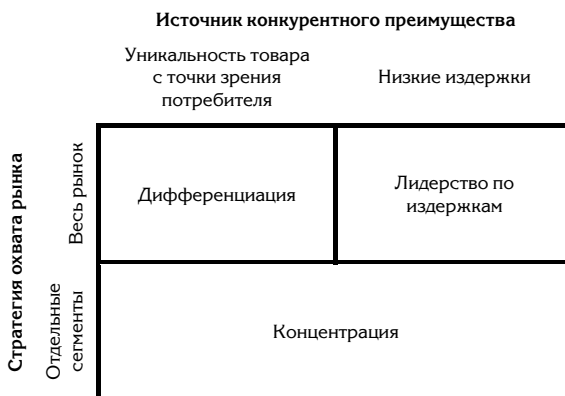 Источник конкурентного преимущества
Уникальность товара
с точки зрения
потребителя
Низкие издержки
Стратегия охвата рынка
Весь рынок
Дифференциация
Лидерство по
издержкам
Отдельные
сегменты
Концентрация